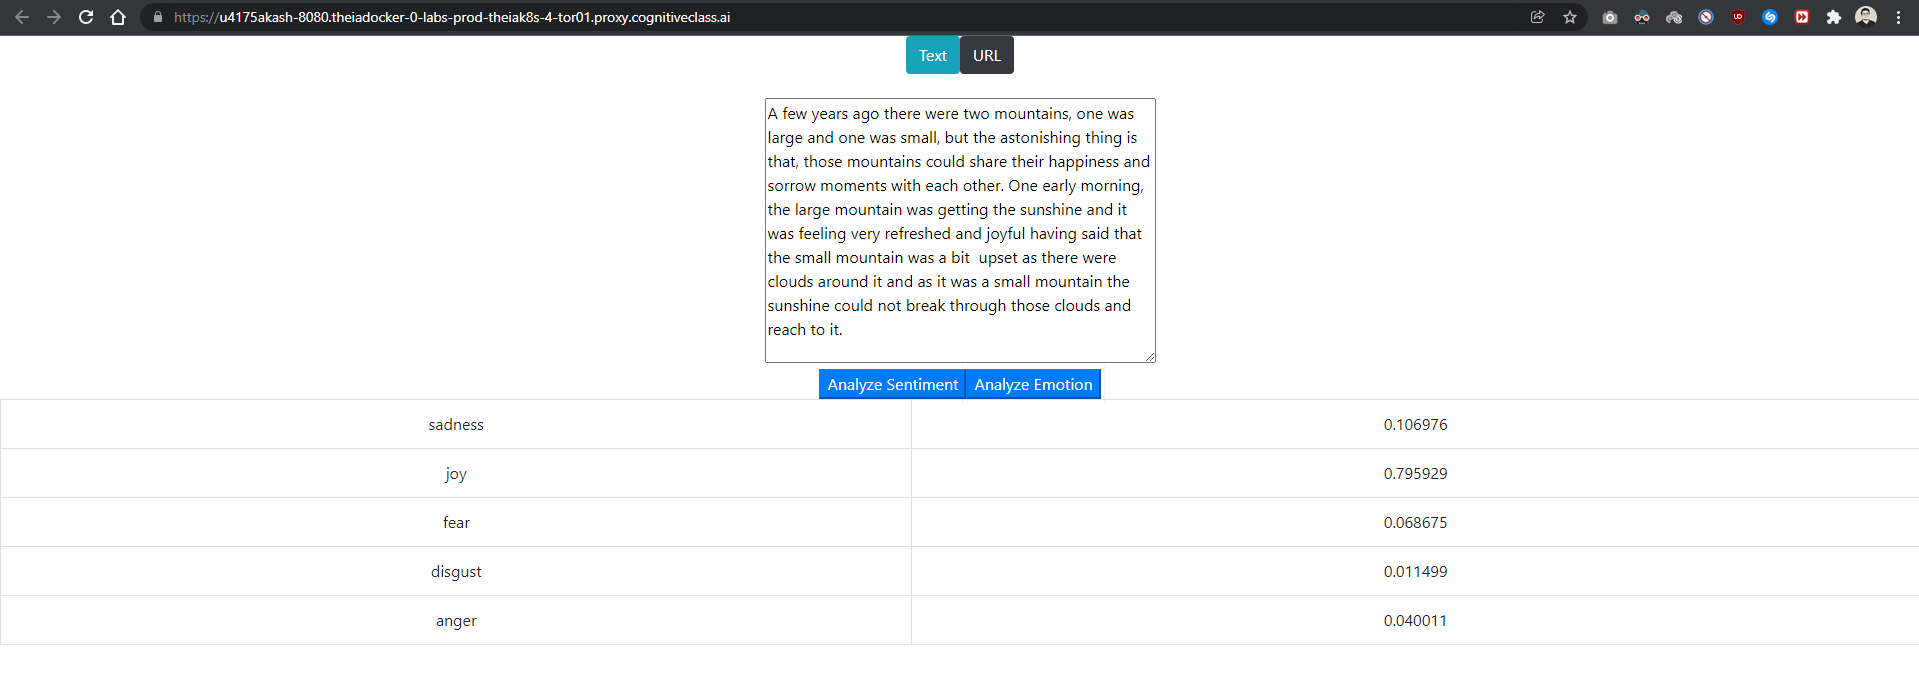 https://u4175akash-8080.theiadocker-0-labs-prod-theiak8s-4-tor01.proxy.cognitiveclass.ai
Text URL
A few years ago there were two mountains, one was
large and one was small, but the astonishing thing is
that, those mountains could share their happiness and
sorrow moments with each other. One early morning,
the large mountain was getting the sunshine and it
was feeling very refreshed and joyful having said that
the small mountain was a bit  upset as there were
clouds around it and as it was a small mountain the
sunshine could not break through those clouds and
reach to it.
Analyze Sentiment Analyze Emotion
sadness 0.106976
joy 0.795929
fear 0.068675
disgust 0.011499
anger 0.040011